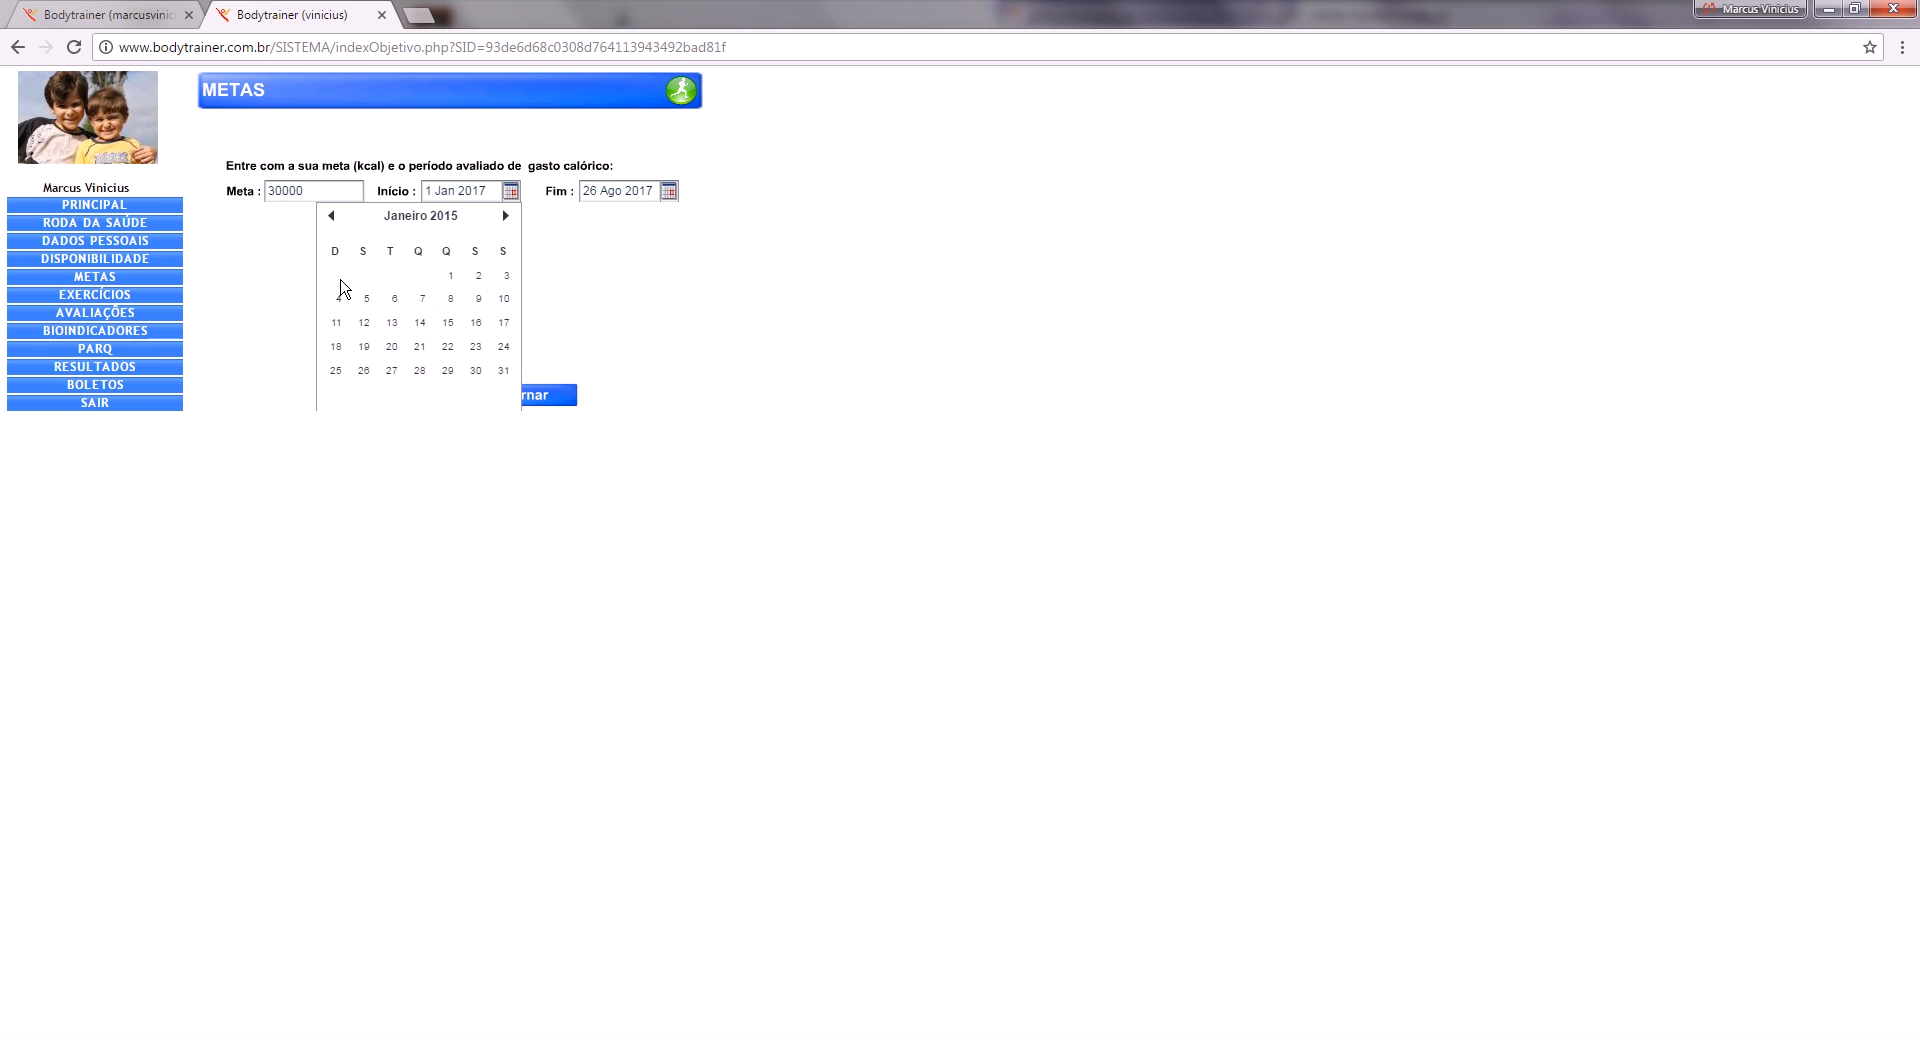 Bodytrainer (marcusvinic
Bodytrainer (vinicius)
Marcus Vinicius
www.bodytrainer.com.br/SISTEMA/indexObjetivo.php?SID=93de6d68c0308d764113943492bad81f
METAS
Entre com a sua meta (kcal) e o período avaliado de gasto calórico:
Meta : 30000 Início : 1 Jan 2017 Fim : 26 Ago 2017
Janeiro 2015
D S T Q Q S S
1 2 3
4 5 6 7 8 9 10
11 12 13 14 15 16 17
18 19 20 21 22 23 24
25 26 27 28 29 30 31
rnar
Marcus Vinicius
PRINCIPAL
RODA DA SAÚDE
DADOS PESSOAIS
DISPONIBILIDADE
METAS
EXERCÍCIOS
AVALIAÇÕES
BIOINDICADORES
PARQ
RESULTADOS
BOLETOS
SAIR